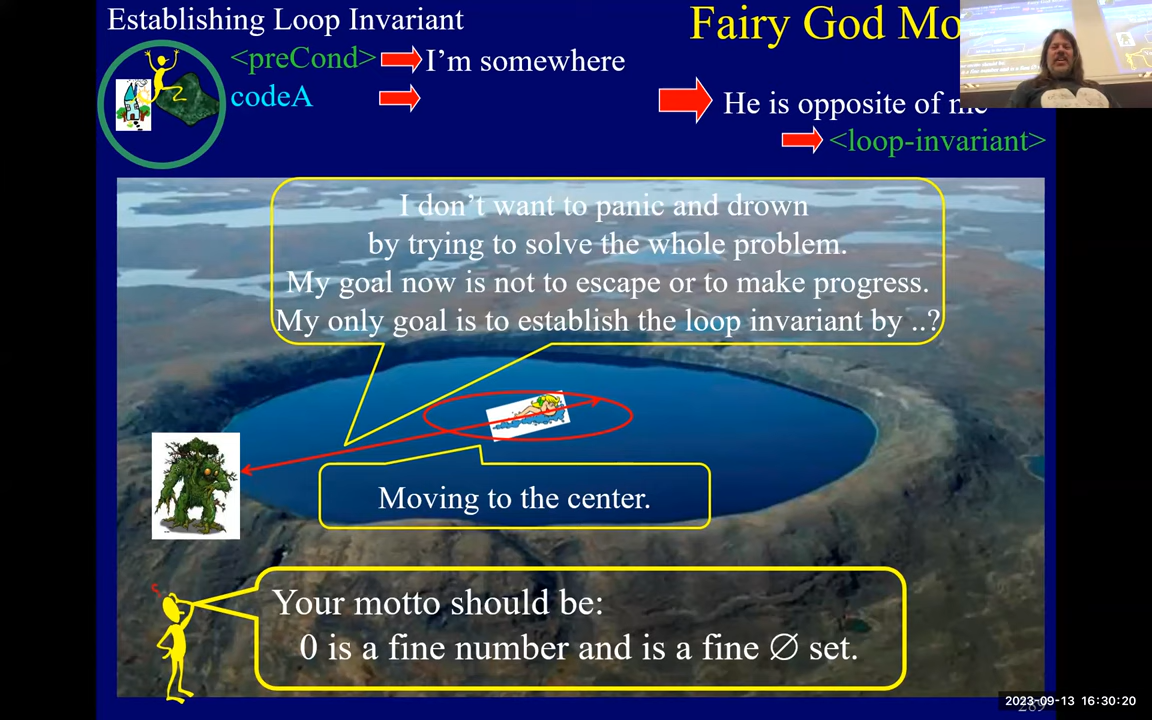 Establishing Loop Invariant
Fairy God Mo
<preCond>
I'm somewhere
codeA
He is opposite of me
<loop-invariant>
I don't want to panic and drown
by trying to solve the whole problem.
My goal now is not to escape or to make progress.
My only goal is to establish the loop invariant by ..?
Moving to the center.
Your motto should be:
0 is a fine number and is a fine ∅ set.
2023-09-13 16:30:20